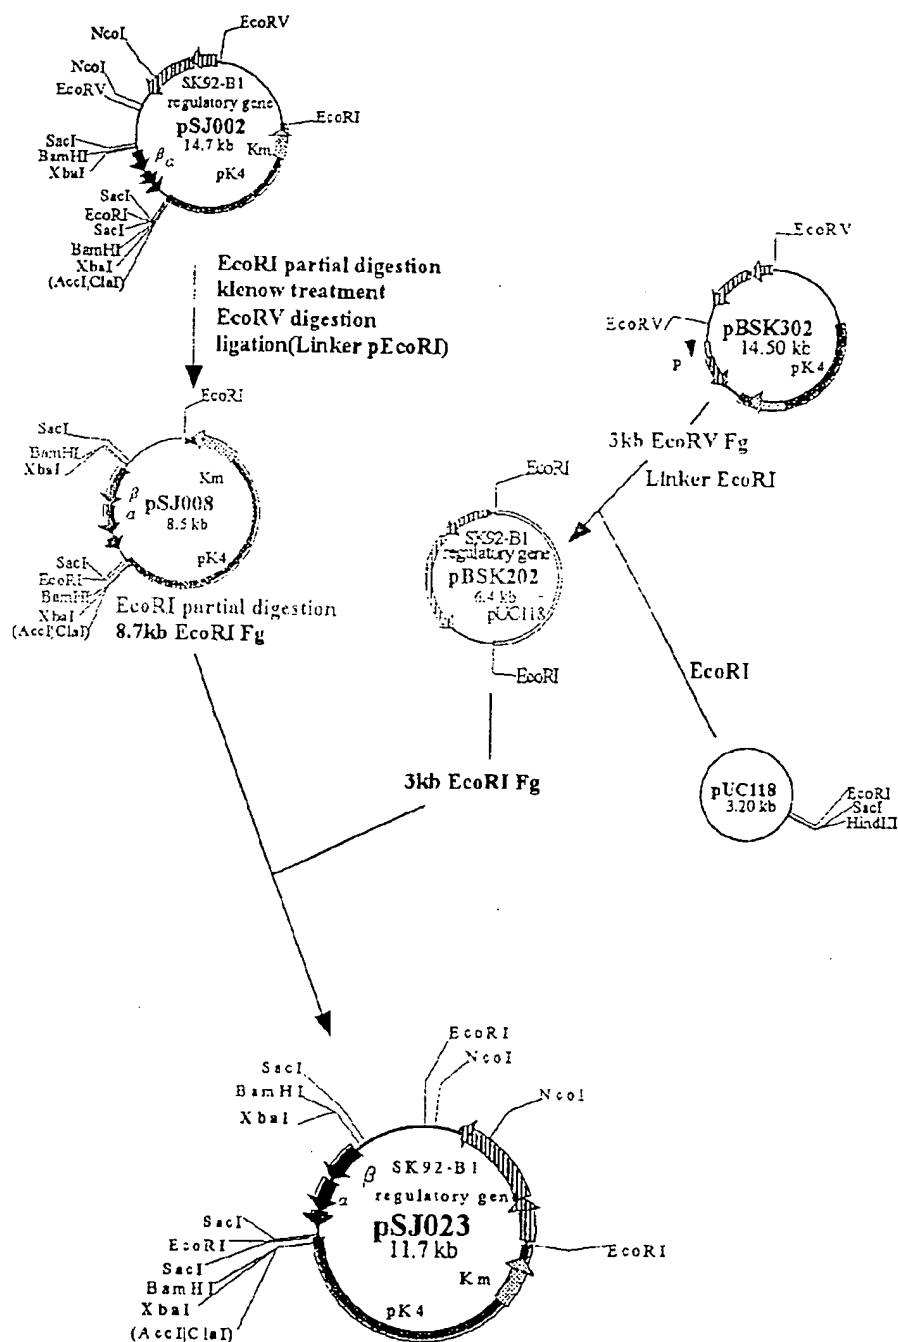 EcoRV
NcoI
NcoI
EcoRV
SK92-B1
regulatory gene
pSJ002
14.7 kb
EcoRI
Km
pK4
SacI
BamHI
XbaI
β
α
SacI
EcoRI
SacI
BamHI
XbaI
(AccI,ClaI)
EcoRI partial digestion
klenow treatment
EcoRV digestion
ligation(Linker pEcoRI)
EcoRV
EcoRV
pBSK302
14.50 kb
pK4
P
3kb EcoRV Fg
Linker EcoRI
EcoRI
SacI
BamHI
XbaI
Km
β
α
pSJ008
8.5 kb
pK4
SacI
EcoRI
BamHI
XbaI
(AccI,ClaI)
EcoRI partial digestion
8.7kb EcoRI Fg
EcoRI
SK92-B1
regulatory gene
pBSK202
6.4 kb
pUC118
EcoRI
EcoRI
3kb EcoRI Fg
pUC118
3.20 kb
EcoRI
SacI
HindIII
EcoRI
NcoI
NcoI
SacI
BamHI
XbaI
β
α
SK92-B1
regulatory gen
pSJ023
11.7 kb
Km
pK4
EcoRI
SacI
EcoRI
SacI
BamHI
XbaI
(AccI|ClaI)